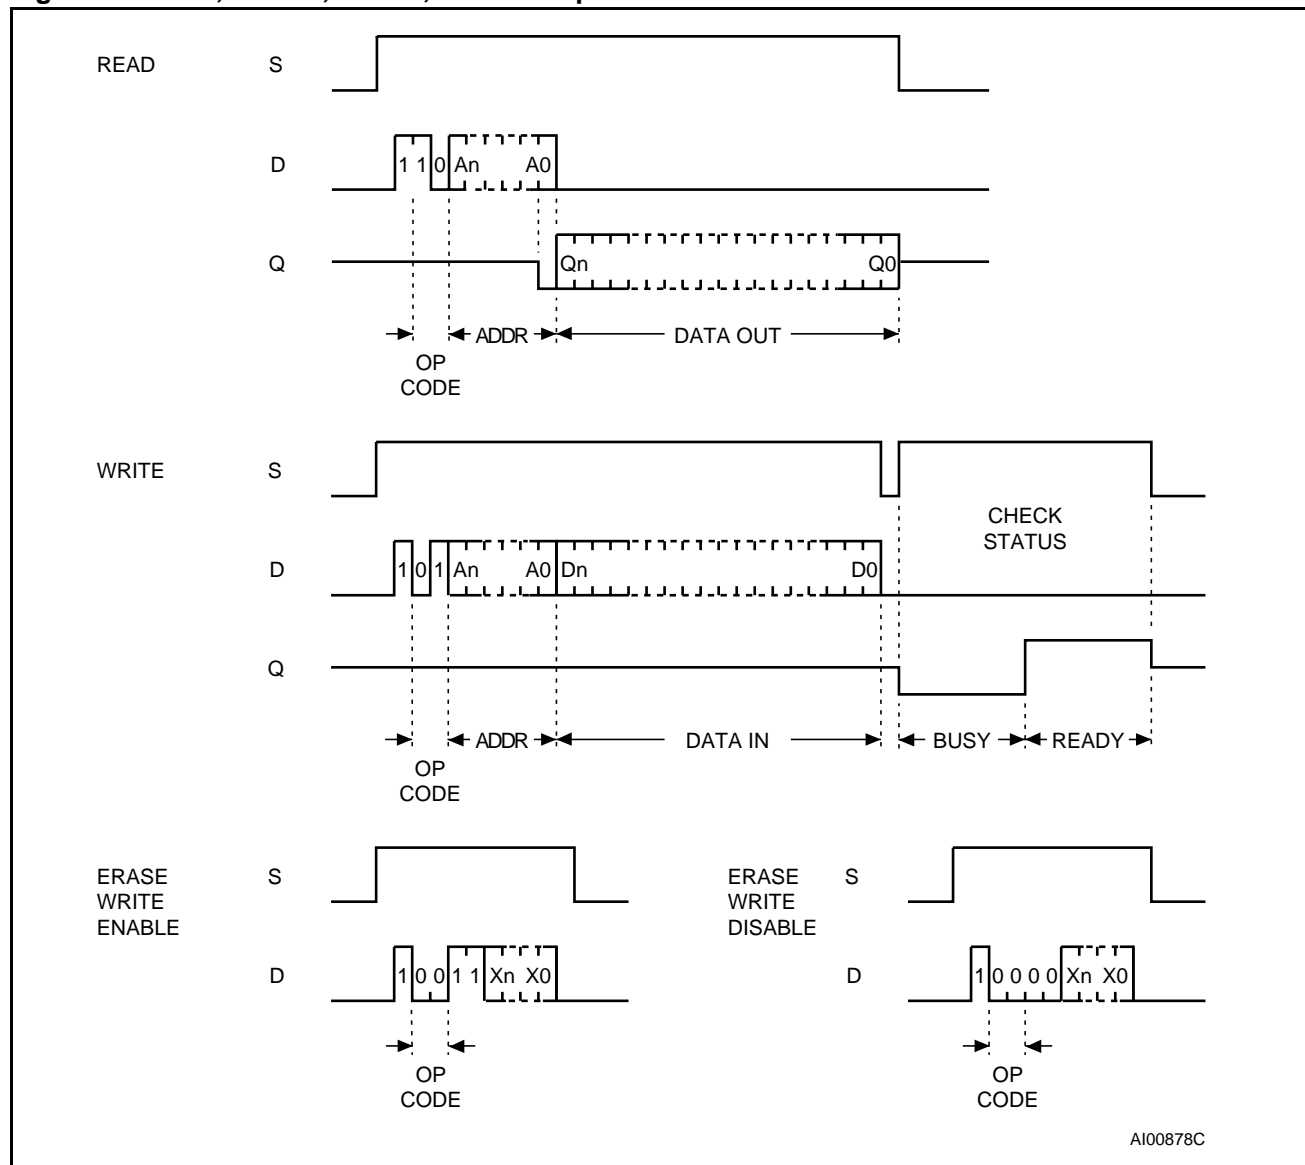 READ S
D 1 1 0 An A0
Q Qn Q0
ADDR DATA OUT
OP
CODE
WRITE S
CHECK
STATUS
D 1 0 1 An A0 Dn D0
Q
ADDR DATA IN BUSY READY
OP
CODE
ERASE
WRITE
ENABLE
S
D 1 0 0 1 1 Xn X0
OP
CODE
ERASE
WRITE
DISABLE
S
D 1 0 0 0 0 Xn X0
OP
CODE
AI00878C